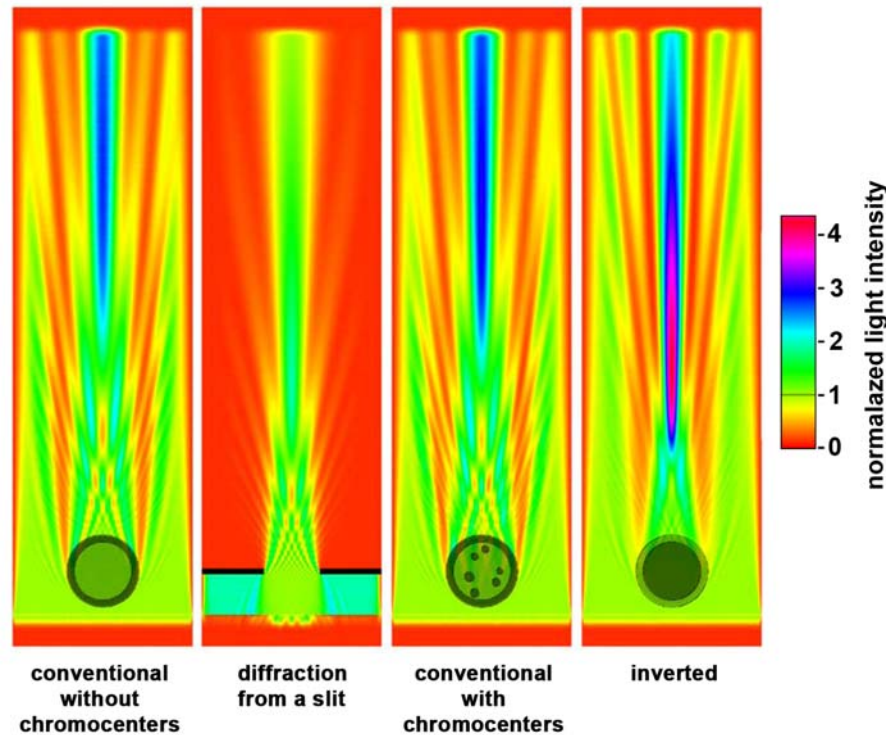 4
3
2
1
0
normalazed light intensity
conventional
without
chromocenters
diffraction
from a slit
conventional
with
chromocenters
inverted